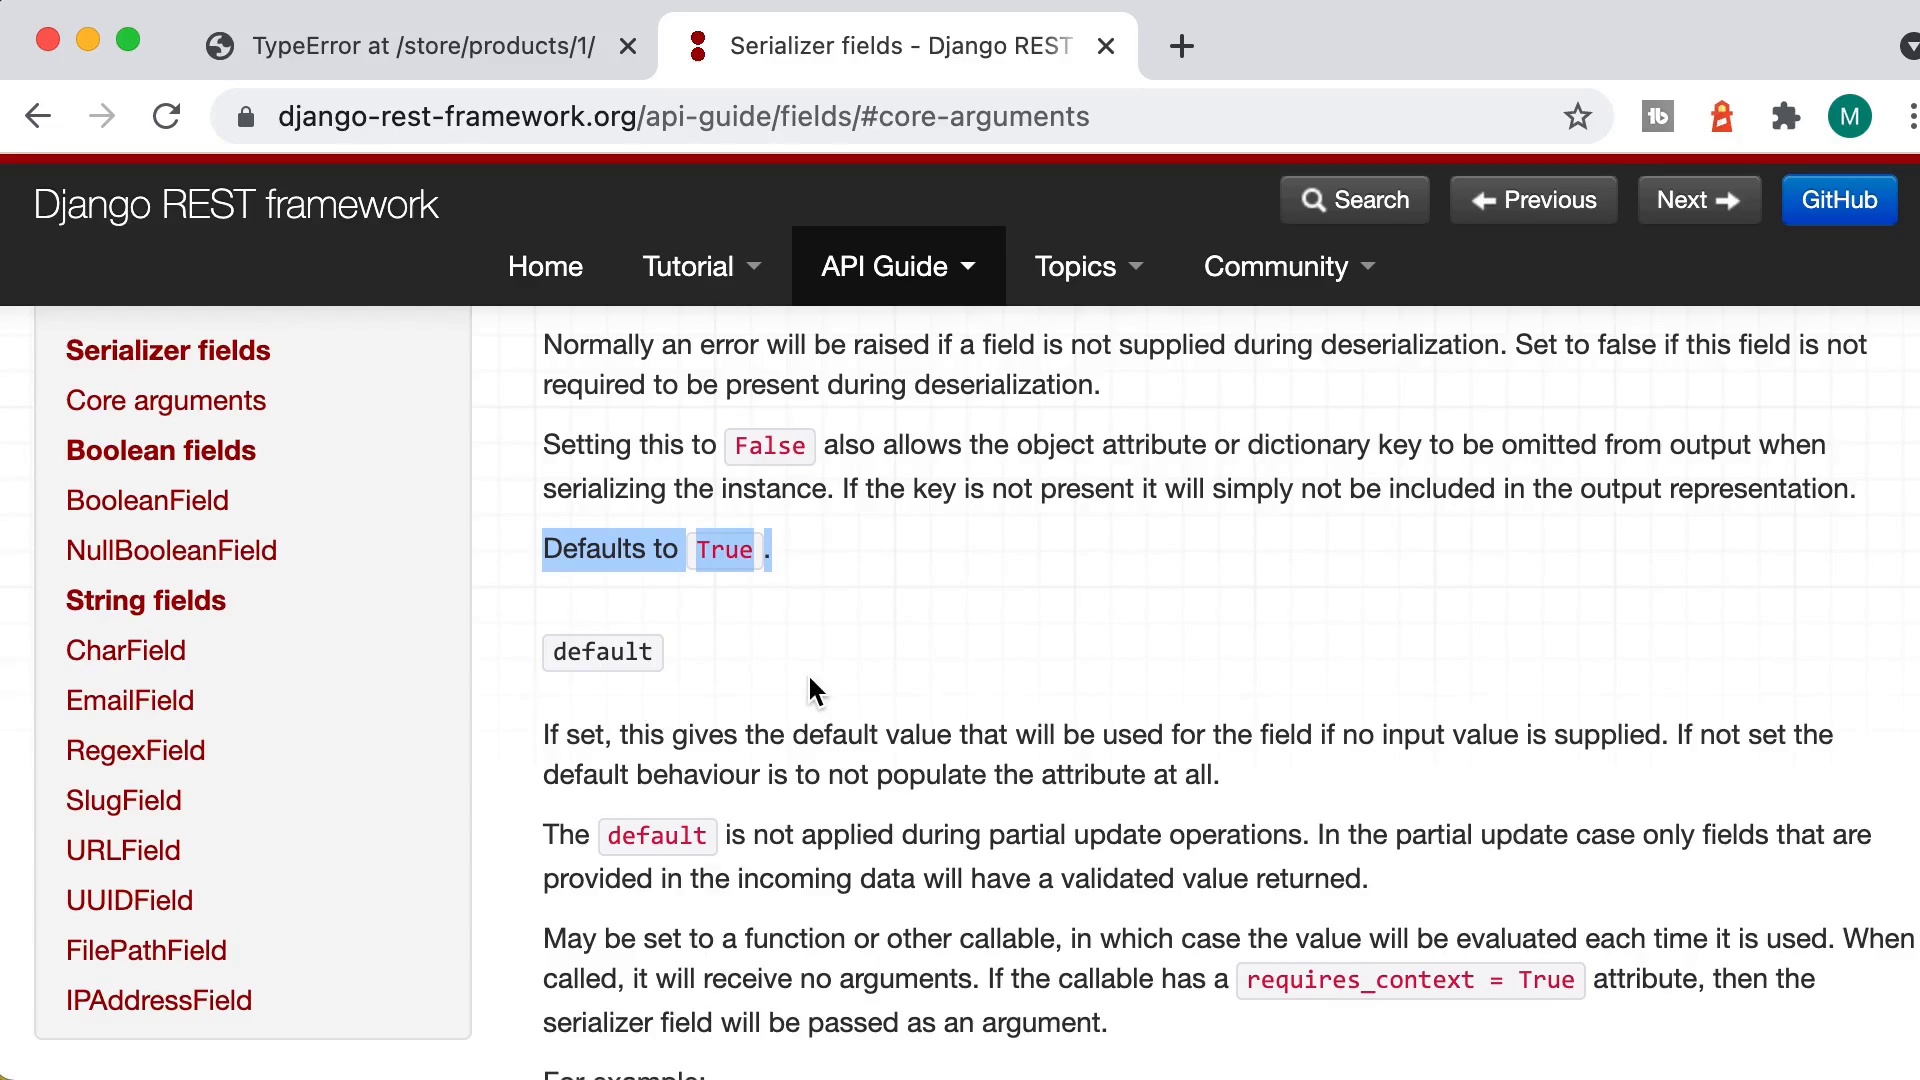 TypeError at /store/products/1/
Serializer fields - Django REST
django-rest-framework.org/api-guide/fields/#core-arguments
M
Django REST framework
Search
Previous
Next
GitHub
Home
Tutorial
API Guide
Topics
Community
Serializer fields
Core arguments
Boolean fields
BooleanField
NullBooleanField
String fields
CharField
EmailField
RegexField
SlugField
URLField
UUIDField
FilePathField
IPAddressField
Normally an error will be raised if a field is not supplied during deserialization. Set to false if this field is not
required to be present during deserialization.
Setting this to False also allows the object attribute or dictionary key to be omitted from output when
serializing the instance. If the key is not present it will simply not be included in the output representation.
Defaults to True.
default
If set, this gives the default value that will be used for the field if no input value is supplied. If not set the
default behaviour is to not populate the attribute at all.
The default is not applied during partial update operations. In the partial update case only fields that are
provided in the incoming data will have a validated value returned.
May be set to a function or other callable, in which case the value will be evaluated each time it is used. When
called, it will receive no arguments. If the callable has a requires_context = True attribute, then the
serializer field will be passed as an argument.
For example: